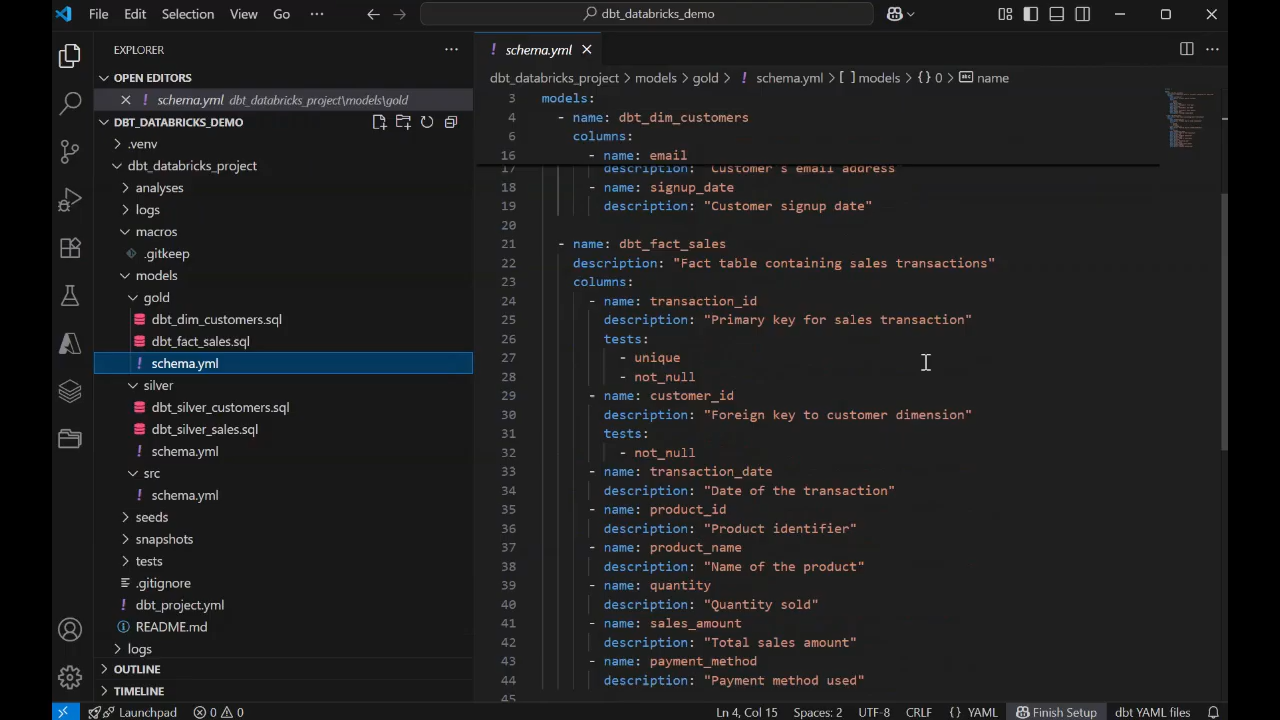 File Edit Selection View Go ··· dbt_databricks_demo
EXPLORER ···
OPEN EDITORS
schema.yml dbt_databricks_project\models\gold
DBT_DATABRICKS_DEMO
.venv
dbt_databricks_project
analyses
logs
macros
.gitkeep
models
gold
dbt_dim_customers.sql
dbt_fact_sales.sql
! schema.yml
silver
dbt_silver_customers.sql
dbt_silver_sales.sql
! schema.yml
src
! schema.yml
seeds
snapshots
tests
.gitignore
! dbt_project.yml
README.md
logs
OUTLINE
TIMELINE
! schema.yml
dbt_databricks_project > models > gold > ! schema.yml > [ ] models > {} 0 > abc name
3 models:
4 - name: dbt_dim_customers
6 columns:
16 - name: email
17 description: "Customer's email address"
18 - name: signup_date
19 description: "Customer signup date"
20
21 - name: dbt_fact_sales
22 description: "Fact table containing sales transactions"
23 columns:
24 - name: transaction_id
25 description: "Primary key for sales transaction"
26 tests:
27 - unique
28 - not_null
29 - name: customer_id
30 description: "Foreign key to customer dimension"
31 tests:
32 - not_null
33 - name: transaction_date
34 description: "Date of the transaction"
35 - name: product_id
36 description: "Product identifier"
37 - name: product_name
38 description: "Name of the product"
39 - name: quantity
40 description: "Quantity sold"
41 - name: sales_amount
42 description: "Total sales amount"
43 - name: payment_method
44 description: "Payment method used"
45
Launchpad 0 0 Ln 4, Col 15 Spaces: 2 UTF-8 CRLF {} YAML Finish Setup dbt YAML files